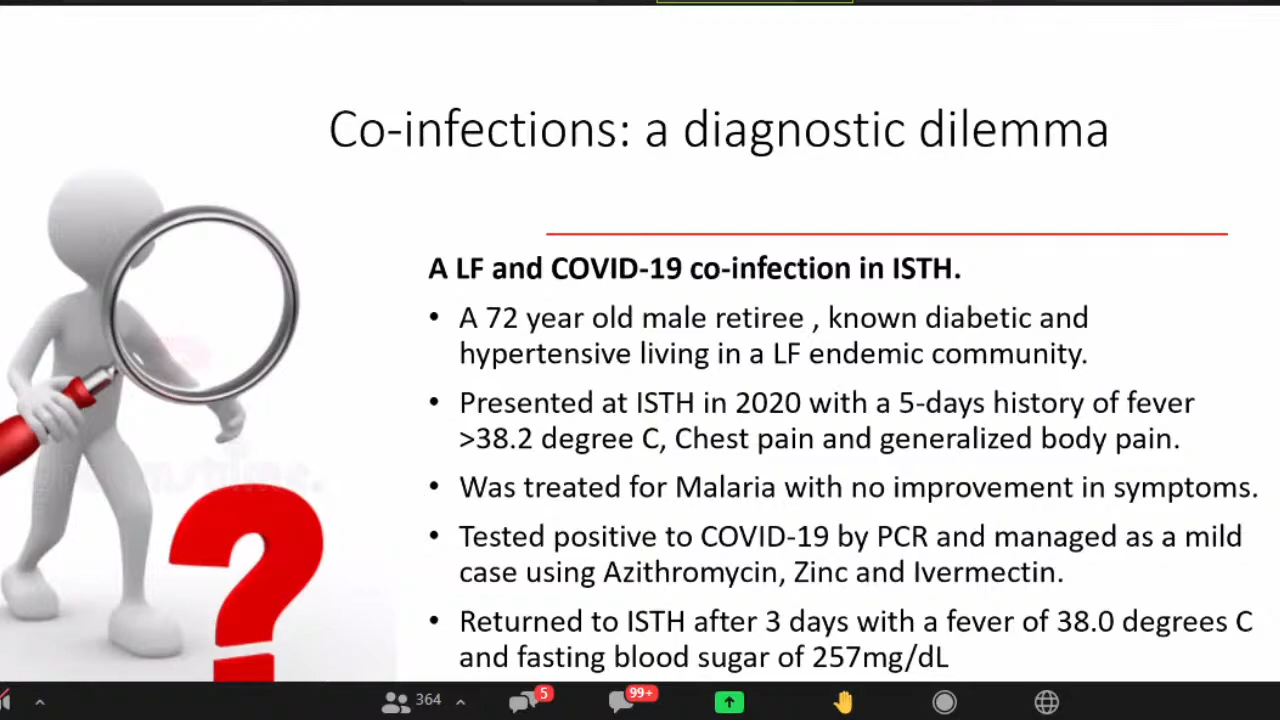 Co-infections: a diagnostic dilemma
A LF and COVID-19 co-infection in ISTH.
• A 72 year old male retiree , known diabetic and
hypertensive living in a LF endemic community.
• Presented at ISTH in 2020 with a 5-days history of fever
>38.2 degree C, Chest pain and generalized body pain.
• Was treated for Malaria with no improvement in symptoms.
• Tested positive to COVID-19 by PCR and managed as a mild
case using Azithromycin, Zinc and Ivermectin.
• Returned to ISTH after 3 days with a fever of 38.0 degrees C
and fasting blood sugar of 257mg/dL
364
5
99+